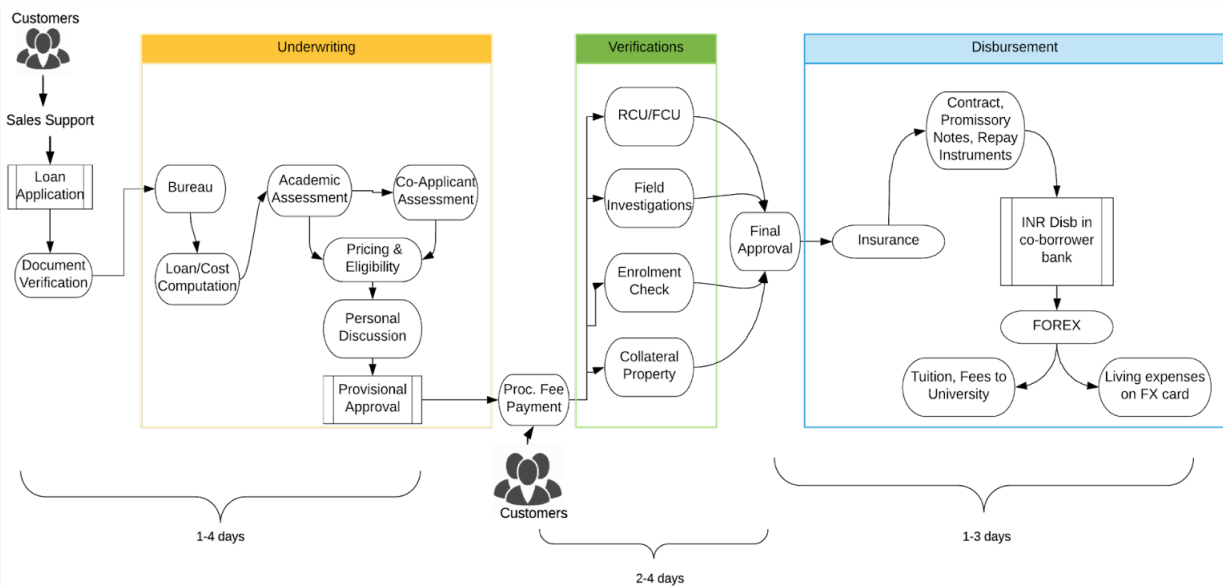 Customers
Sales Support
Loan
Application
Document
Verification
Underwriting
Bureau
Loan/Cost
Computation
Academic
Assessment
Co-Applicant
Assessment
Pricing &
Eligibility
Personal
Discussion
Provisional
Approval
Proc. Fee
Payment
Customers
Verifications
RCU/FCU
Field
Investigations
Enrolment
Check
Collateral
Property
Final
Approval
Disbursement
Insurance
Contract,
Promissory
Notes, Repay
Instruments
INR Disb in
co-borrower
bank
FOREX
Tuition, Fees to
University
Living expenses
on FX card
1-4 days
2-4 days
1-3 days